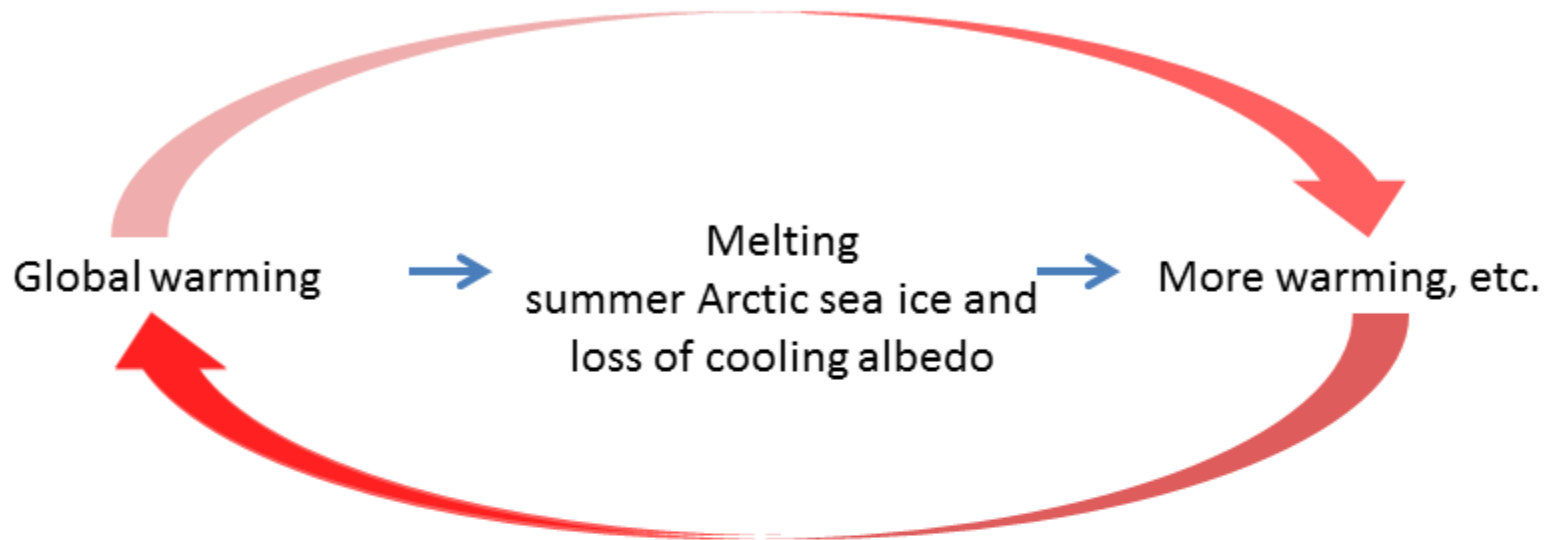 Global warming
Melting
summer Arctic sea ice and
loss of cooling albedo
More warming, etc.